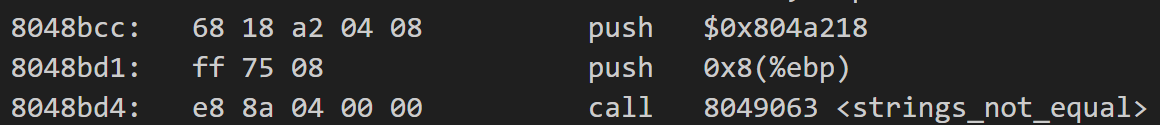 8048bcc: 68 18 a2 04 08 push $0x804a218
8048bd1: ff 75 08 push 0x8(%ebp)
8048bd4: e8 8a 04 00 00 call 8049063 <strings_not_equal>